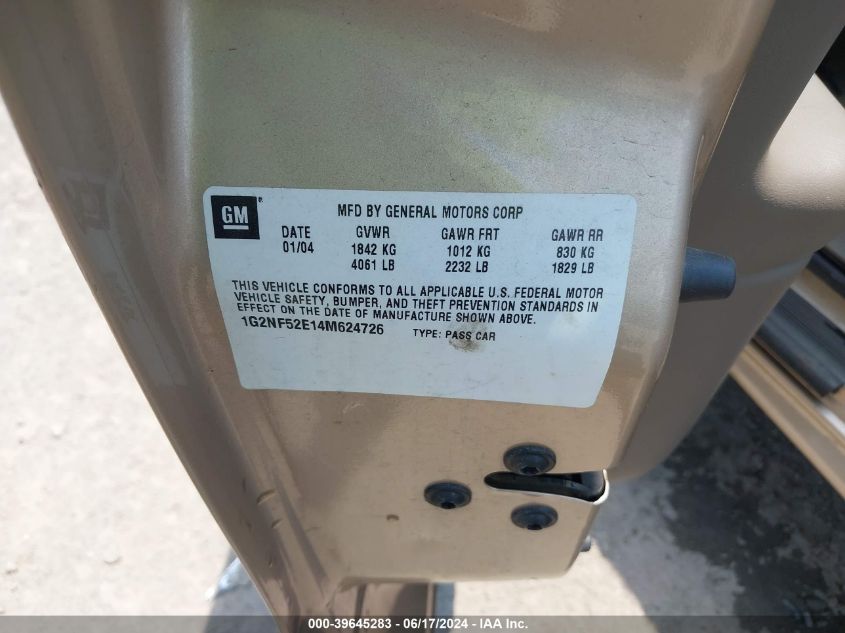 GM®
MFD BY GENERAL MOTORS CORP
DATE GVWR GAWR FRT GAWR RR
01/04 1842 KG 1012 KG 830 KG
4061 LB 2232 LB 1829 LB
THIS VEHICLE CONFORMS TO ALL APPLICABLE U.S. FEDERAL MOTOR
VEHICLE SAFETY, BUMPER, AND THEFT PREVENTION STANDARDS IN
EFFECT ON THE DATE OF MANUFACTURE SHOWN ABOVE.
1G2NF52E14M624726 TYPE: PASS CAR
000-39645283 - 06/17/2024 - IAA Inc.